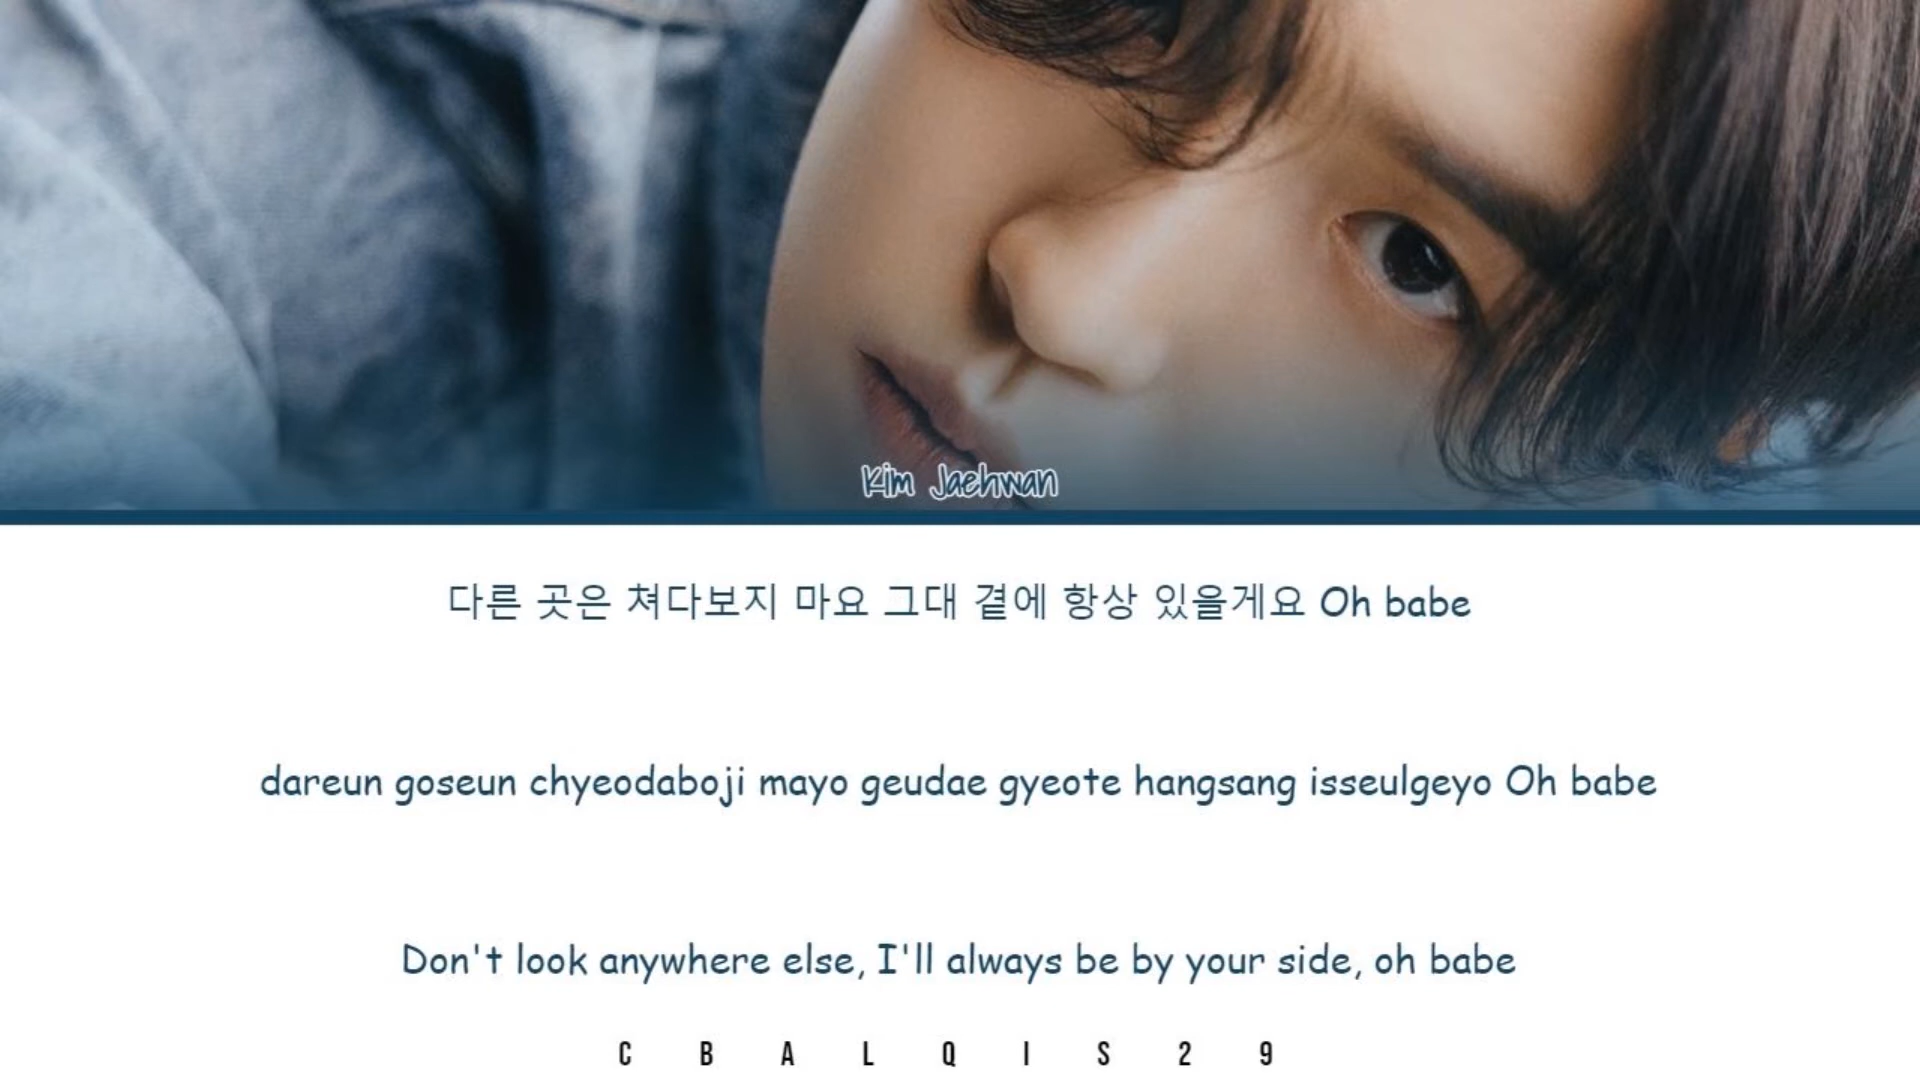 Kim Jaehwan
다른 곳은 쳐다보지 마요 그대 곁에 항상 있을게요 Oh babe
dareun goseun chyeodaboji mayo geudae gyeote hangsang isseulgeyo Oh babe
Don't look anywhere else, I'll always be by your side, oh babe
C B A L Q I S 2 9